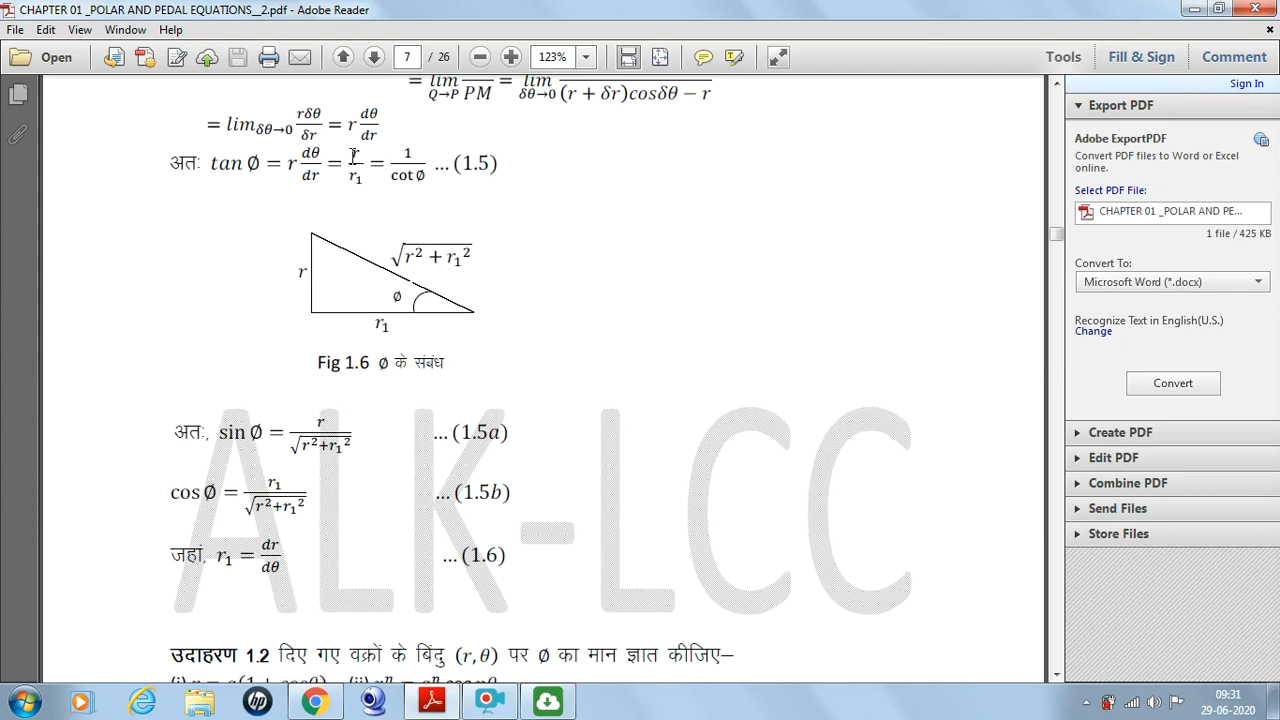 CHAPTER 01 _POLAR AND PEDAL EQUATIONS__2.pdf - Adobe Reader
File Edit View Window Help
Open 7 / 26 123% Tools Fill & Sign Comment
= lim Q→P PM = lim δθ→0 (r + δr)cosδθ − r
= lim δθ→0 rδθ/δr = r dθ/dr
अतः tan ∅ = r dθ/dr = r/r₁ = 1/cot ∅ … (1.5)
√(r² + r₁²)
r
∅
r₁
Fig 1.6 ∅ के संबंध
अतः, sin ∅ = r/√(r²+r₁²) … (1.5a)
cos ∅ = r₁/√(r²+r₁²) … (1.5b)
जहां, r₁ = dr/dθ … (1.6)
उदाहरण 1.2 दिए गए वक्रों के बिंदु (r, θ) पर ∅ का मान ज्ञात कीजिए−
ALK-LCC
Sign In
Export PDF
Adobe ExportPDF
Convert PDF files to Word or Excel
online.
Select PDF File:
CHAPTER 01 _POLAR AND PE...
1 file / 425 KB
Convert To:
Microsoft Word (*.docx)
Recognize Text in English(U.S.)
Change
Convert
Create PDF
Edit PDF
Combine PDF
Send Files
Store Files
hp
09:31
29-06-2020